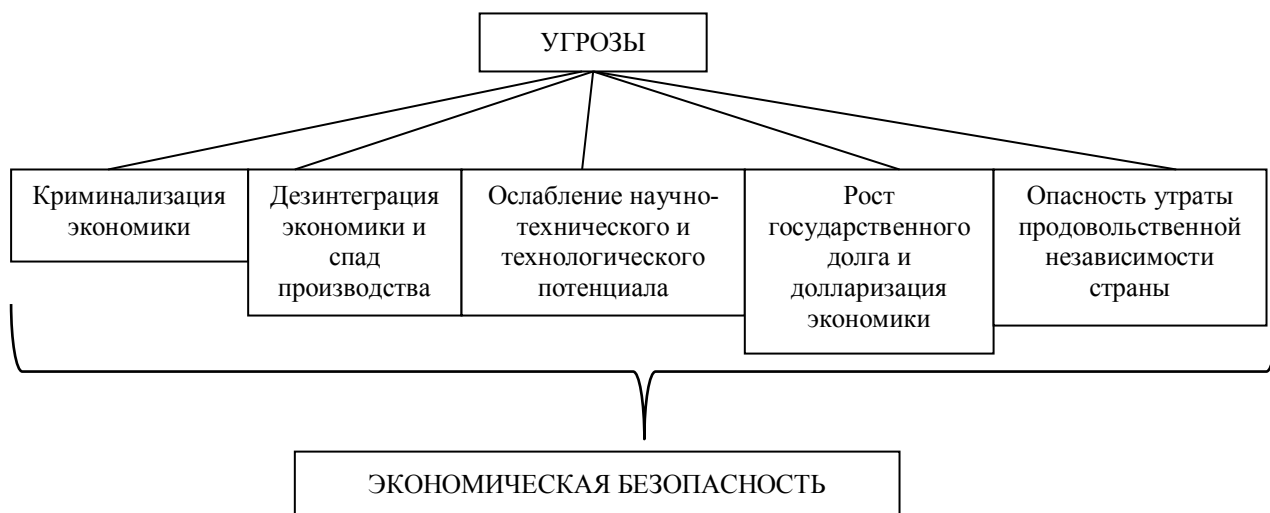 УГРОЗЫ
Криминализация
экономики
Дезинтеграция
экономики и
спад
производства
Ослабление научно-
технического и
технологического
потенциала
Рост
государственного
долга и
долларизация
экономики
Опасность утраты
продовольственной
независимости
страны
ЭКОНОМИЧЕСКАЯ БЕЗОПАСНОСТЬ